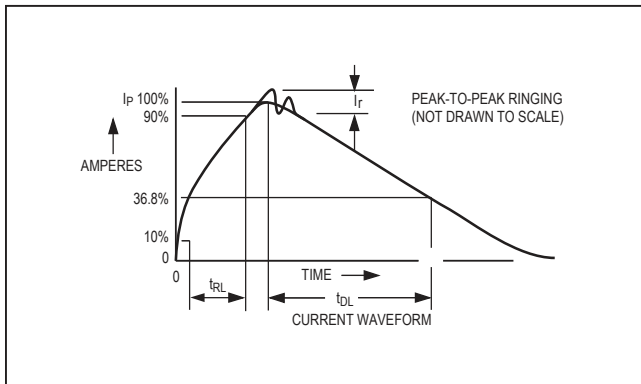 IP 100%
90%
AMPERES
36.8%
10%
0
0
Ir
PEAK-TO-PEAK RINGING
(NOT DRAWN TO SCALE)
TIME
tRL
tDL
CURRENT WAVEFORM